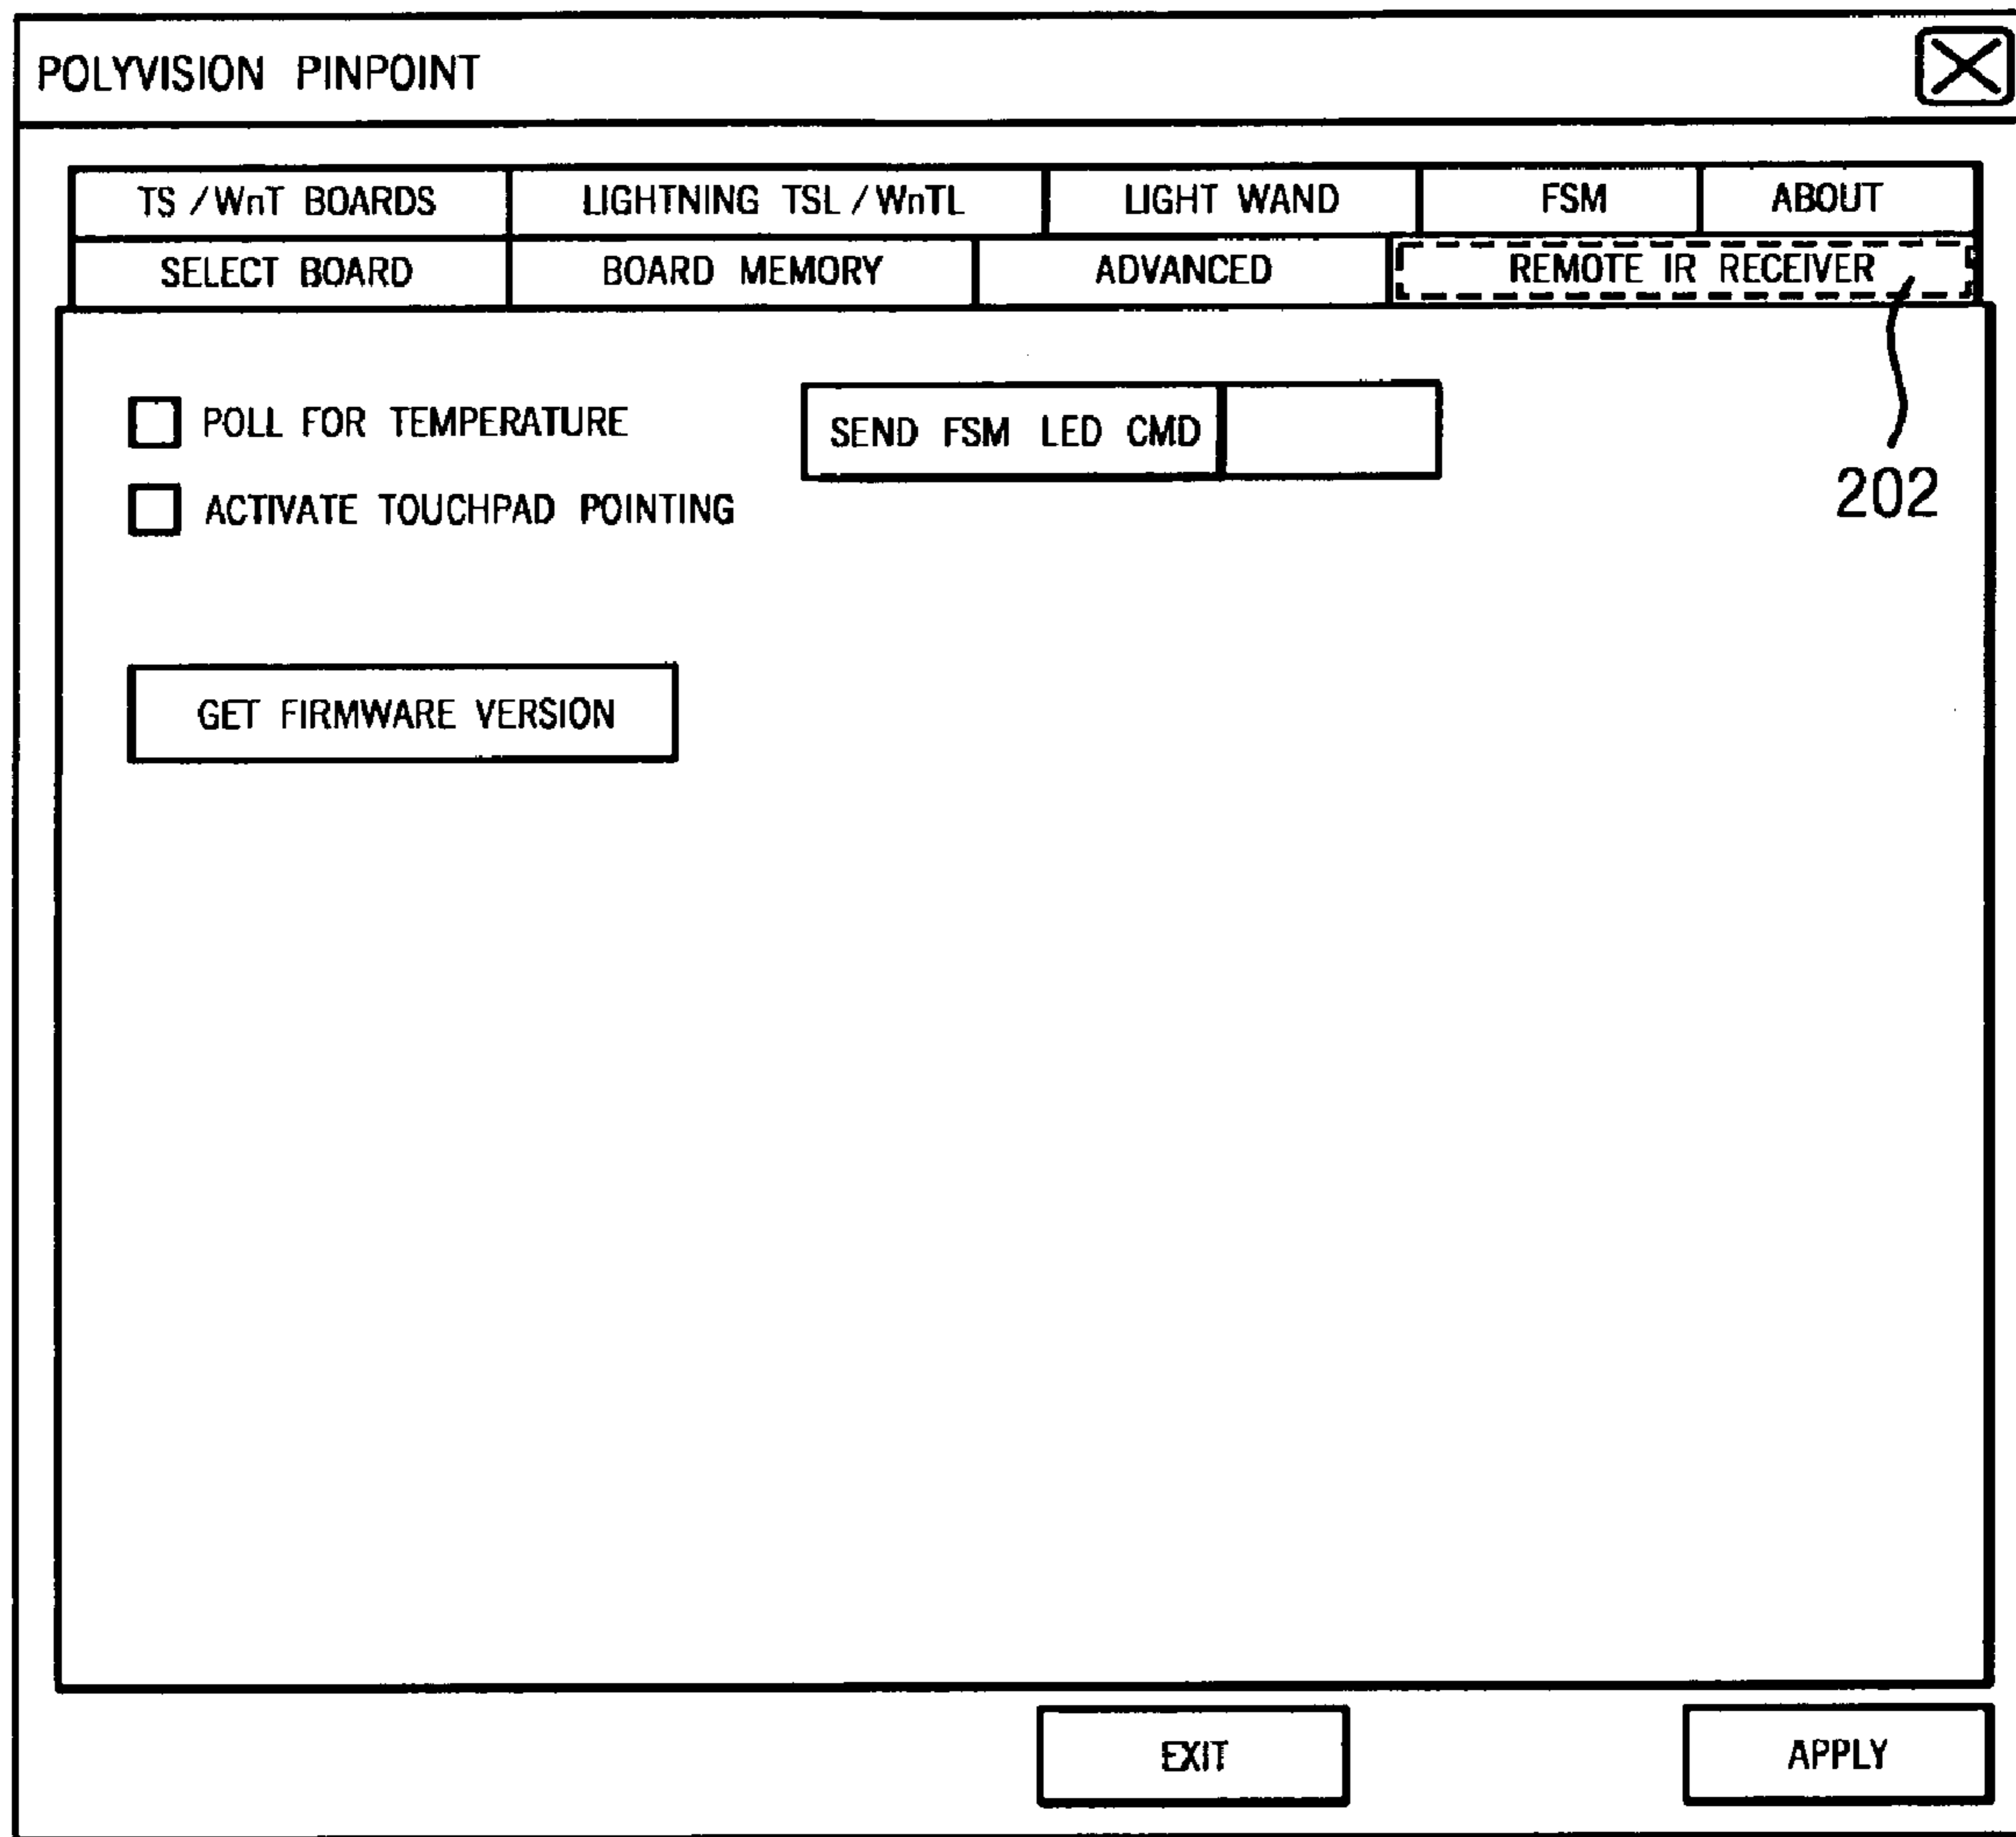 POLYVISION PINPOINT
TS / WnT BOARDS LIGHTNING TSL / WnTL LIGHT WAND FSM ABOUT
SELECT BOARD BOARD MEMORY ADVANCED REMOTE IR RECEIVER
POLL FOR TEMPERATURE SEND FSM LED CMD
ACTIVATE TOUCHPAD POINTING
202
GET FIRMWARE VERSION
EXIT APPLY